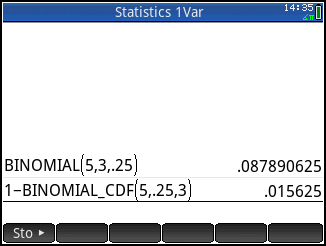 Statistics 1Var
14:35
BINOMIAL(5,3,.25) .087890625
1−BINOMIAL_CDF(5,.25,3) .015625
Sto ▶